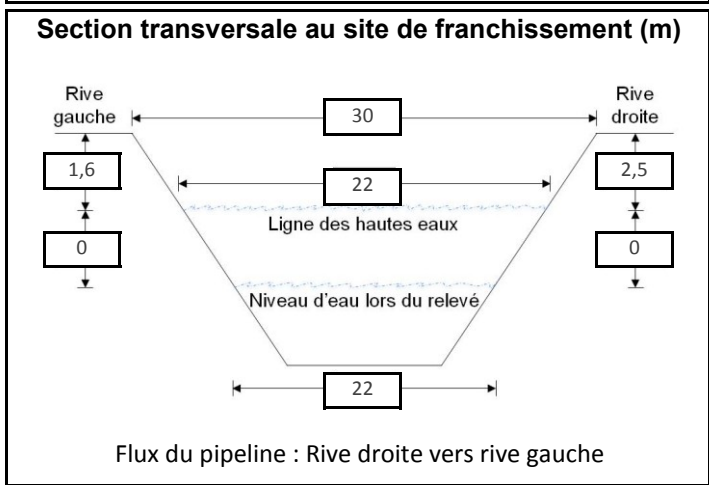 Section transversale au site de franchissement (m)
Rive gauche
30
Rive droite
1,6
22
2,5
Ligne des hautes eaux
0
0
Niveau d'eau lors du relevé
22
Flux du pipeline : Rive droite vers rive gauche